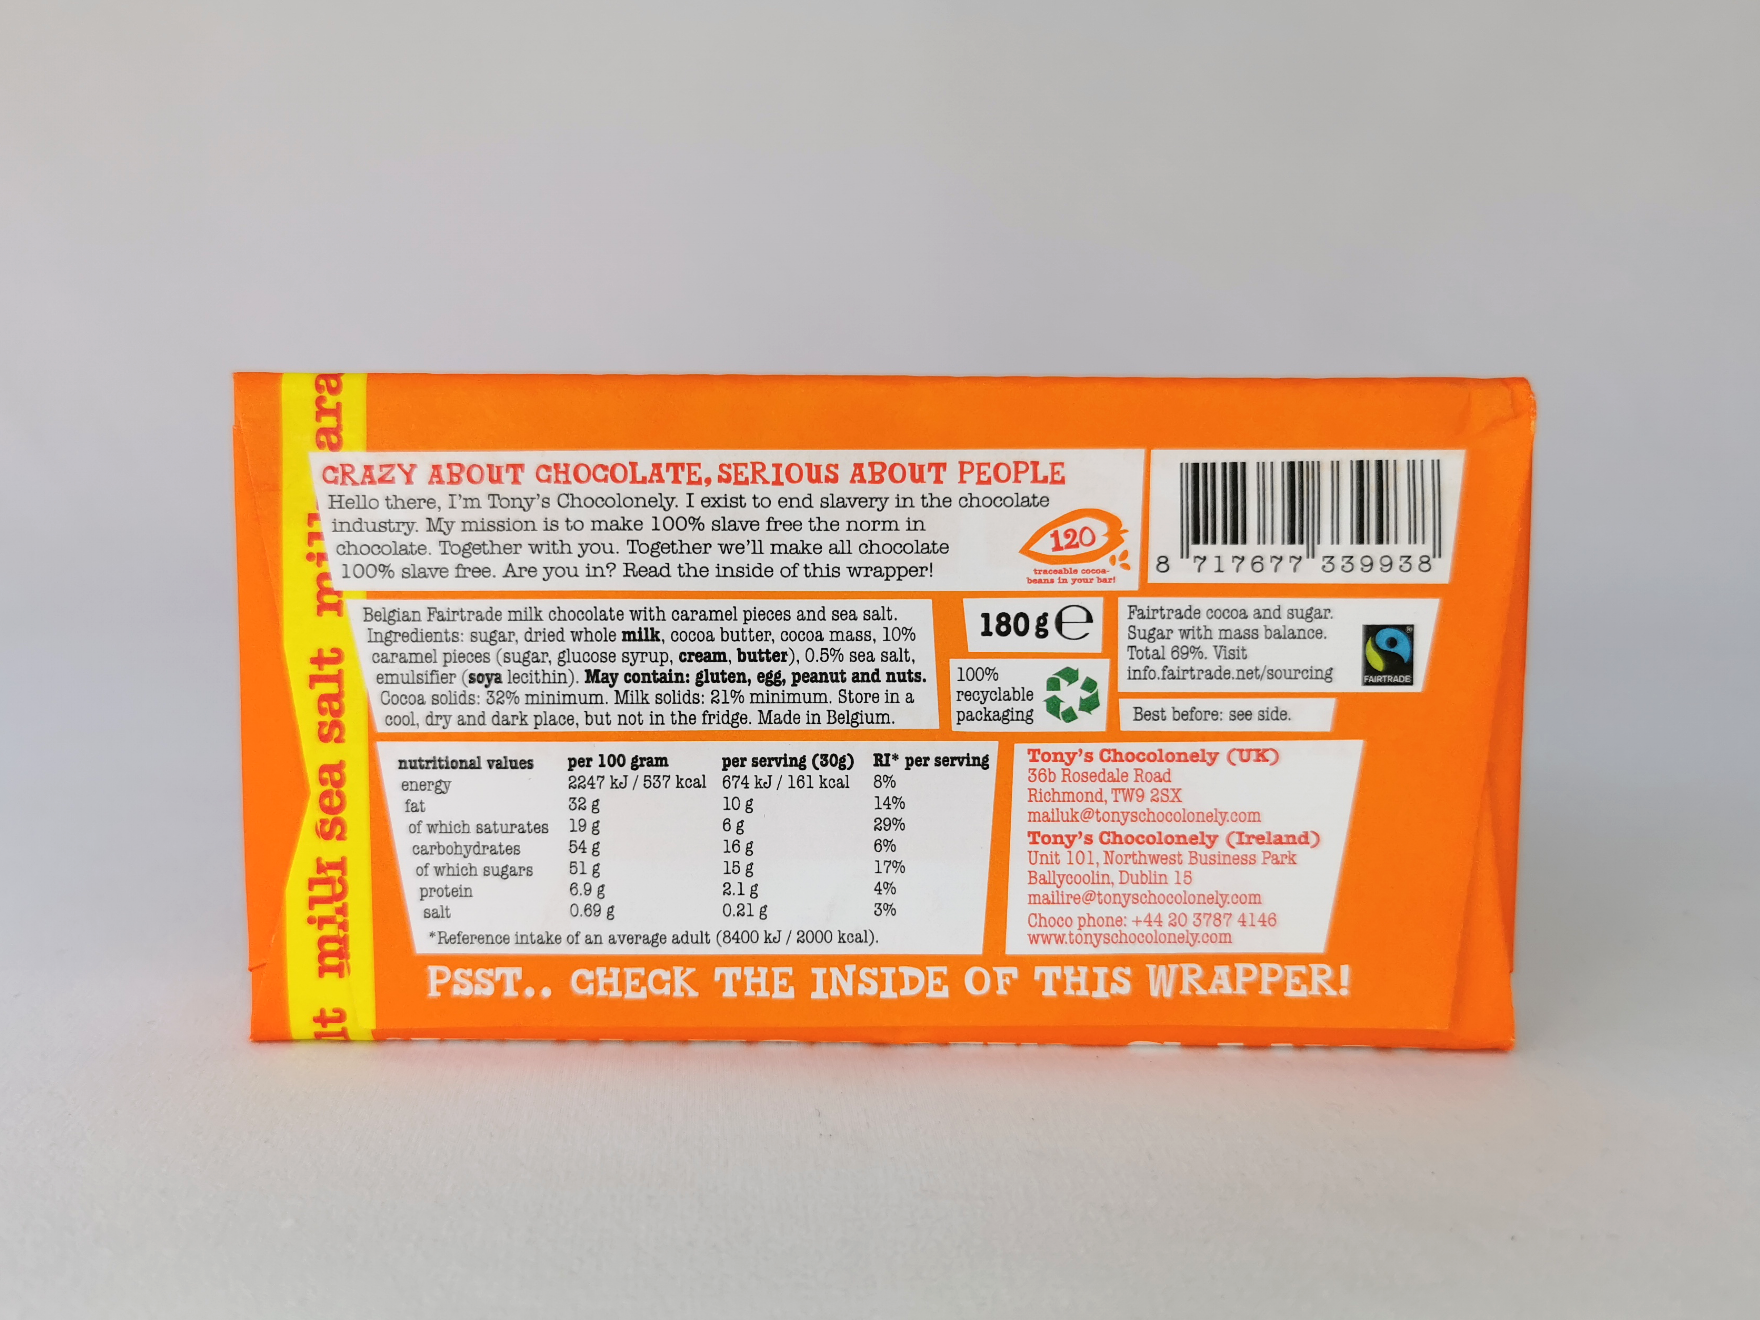 milk sea salt
CRAZY ABOUT CHOCOLATE, SERIOUS ABOUT PEOPLE
Hello there, I'm Tony's Chocolonely. I exist to end slavery in the chocolate
industry. My mission is to make 100% slave free the norm in
chocolate. Together with you. Together we'll make all chocolate
100% slave free. Are you in? Read the inside of this wrapper!
120
traceable cocoa-
beans in your bar!
8 717677 339938
Belgian Fairtrade milk chocolate with caramel pieces and sea salt.
Ingredients: sugar, dried whole milk, cocoa butter, cocoa mass, 10%
caramel pieces (sugar, glucose syrup, cream, butter), 0.5% sea salt,
emulsifier (soya lecithin). May contain: gluten, egg, peanut and nuts.
Cocoa solids: 32% minimum. Milk solids: 21% minimum. Store in a
cool, dry and dark place, but not in the fridge. Made in Belgium.
180 g ℮
100%
recyclable
packaging
Fairtrade cocoa and sugar.
Sugar with mass balance.
Total 69%. Visit
info.fairtrade.net/sourcing
FAIRTRADE
Best before: see side.
nutritional values per 100 gram per serving (30g) RI* per serving
energy 2247 kJ / 537 kcal 674 kJ / 161 kcal 8%
fat 32 g 10 g 14%
of which saturates 19 g 6 g 29%
carbohydrates 54 g 16 g 6%
of which sugars 51 g 15 g 17%
protein 6.9 g 2.1 g 4%
salt 0.69 g 0.21 g 3%
*Reference intake of an average adult (8400 kJ / 2000 kcal).
Tony's Chocolonely (UK)
36b Rosedale Road
Richmond, TW9 2SX
mailuk@tonyschocolonely.com
Tony's Chocolonely (Ireland)
Unit 101, Northwest Business Park
Ballycoolin, Dublin 15
mailire@tonyschocolonely.com
Choco phone: +44 20 3787 4146
www.tonyschocolonely.com
PSST.. CHECK THE INSIDE OF THIS WRAPPER!